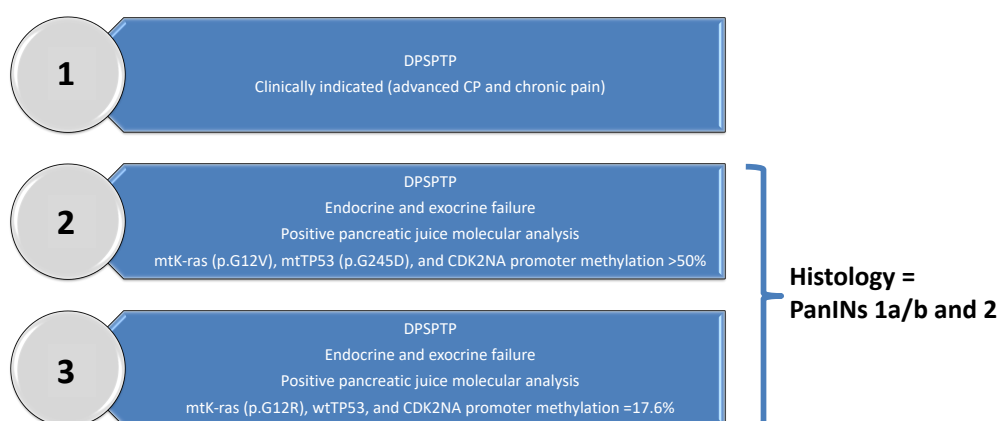 1
DPSPTP
Clinically indicated (advanced CP and chronic pain)
2
DPSPTP
Endocrine and exocrine failure
Positive pancreatic juice molecular analysis
mtK-ras (p.G12V), mtTP53 (p.G245D), and CDK2NA promoter methylation >50%
Histology =
PanINs 1a/b and 2
3
DPSPTP
Endocrine and exocrine failure
Positive pancreatic juice molecular analysis
mtK-ras (p.G12R), wtTP53, and CDK2NA promoter methylation =17.6%